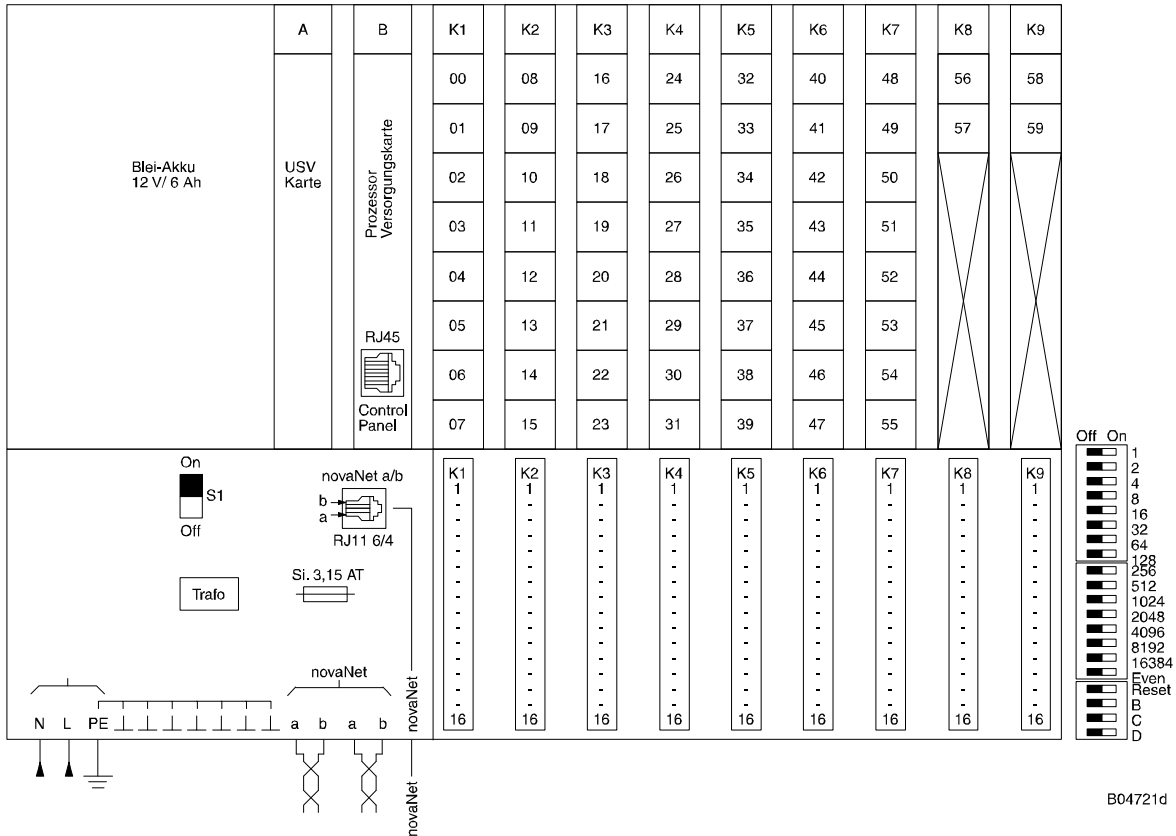 A B K1 K2 K3 K4 K5 K6 K7 K8 K9
Blei-Akku
12 V/ 6 Ah
USV
Karte
Prozessor
Versorgungskarte
RJ45
Control
Panel
00 08 16 24 32 40 48 56 58
01 09 17 25 33 41 49 57 59
02 10 18 26 34 42 50
03 11 19 27 35 43 51
04 12 20 28 36 44 52
05 13 21 29 37 45 53
06 14 22 30 38 46 54
07 15 23 31 39 47 55
On
S1
Off
novaNet a/b
b
a
RJ11 6/4
Trafo
Si. 3,15 AT
K1 K2 K3 K4 K5 K6 K7 K8 K9
1 1 1 1 1 1 1 1 1
16 16 16 16 16 16 16 16 16
novaNet
N L PE a b a b
novaNet
novaNet
Off On
1
2
4
8
16
32
64
128
256
512
1024
2048
4096
8192
16384
Even
Reset
B
C
D
B04721d